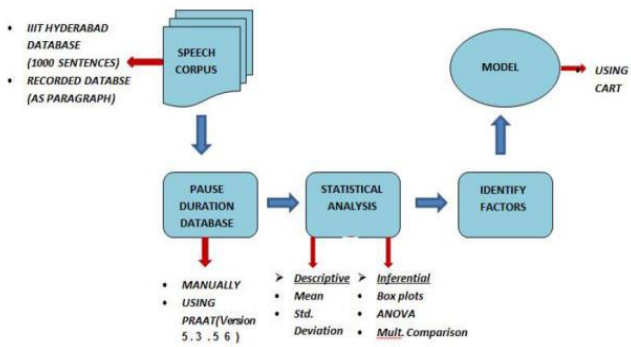 IIIT HYDERABAD
DATABASE
(1000 SENTENCES)
RECORDED DATABSE
(AS PARAGRAPH)
SPEECH
CORPUS
MODEL
USING
CART
PAUSE
DURATION
DATABASE
STATISTICAL
ANALYSIS
IDENTIFY
FACTORS
MANUALLY
USING
PRAAT(Version
5.3.56)
Descriptive
Mean
Std.
Deviation
Inferential
Box plots
ANOVA
Mult. Comparison